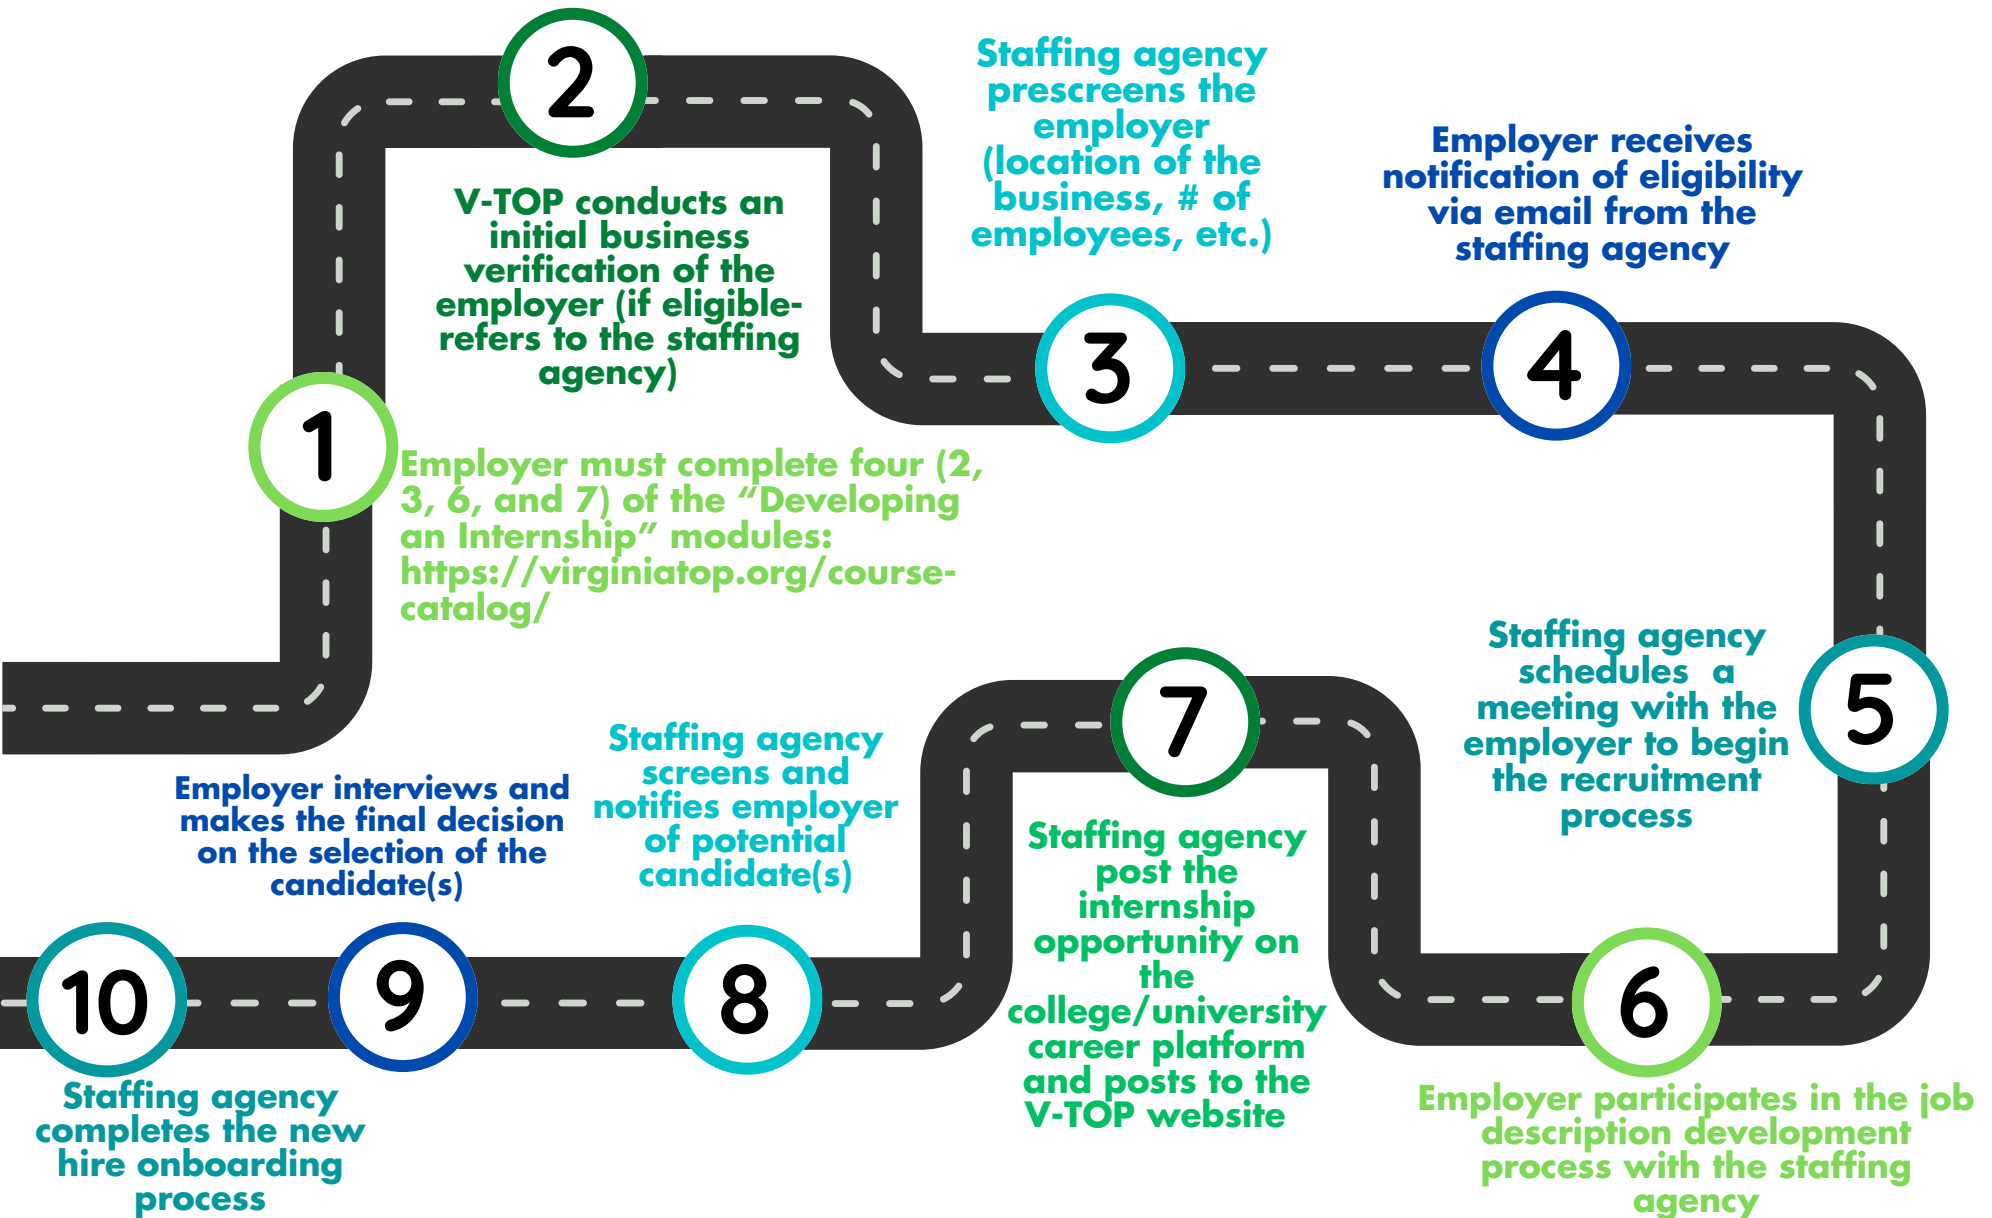 1
Employer must complete four (2,
3, 6, and 7) of the “Developing
an Internship” modules:
https://virginiatop.org/course-
catalog/
2
V-TOP conducts an
initial business
verification of the
employer (if eligible-
refers to the staffing
agency)
3
Staffing agency
prescreens the
employer
(location of the
business, # of
employees, etc.)
4
Employer receives
notification of eligibility
via email from the
staffing agency
5
Staffing agency
schedules a
meeting with the
employer to begin
the recruitment
process
6
Employer participates in the job
description development
process with the staffing
agency
7
Staffing agency
post the
internship
opportunity on
the
college/university
career platform
and posts to the
V-TOP website
8
Staffing agency
screens and
notifies employer
of potential
candidate(s)
9
Employer interviews and
makes the final decision
on the selection of the
candidate(s)
10
Staffing agency
completes the new
hire onboarding
process